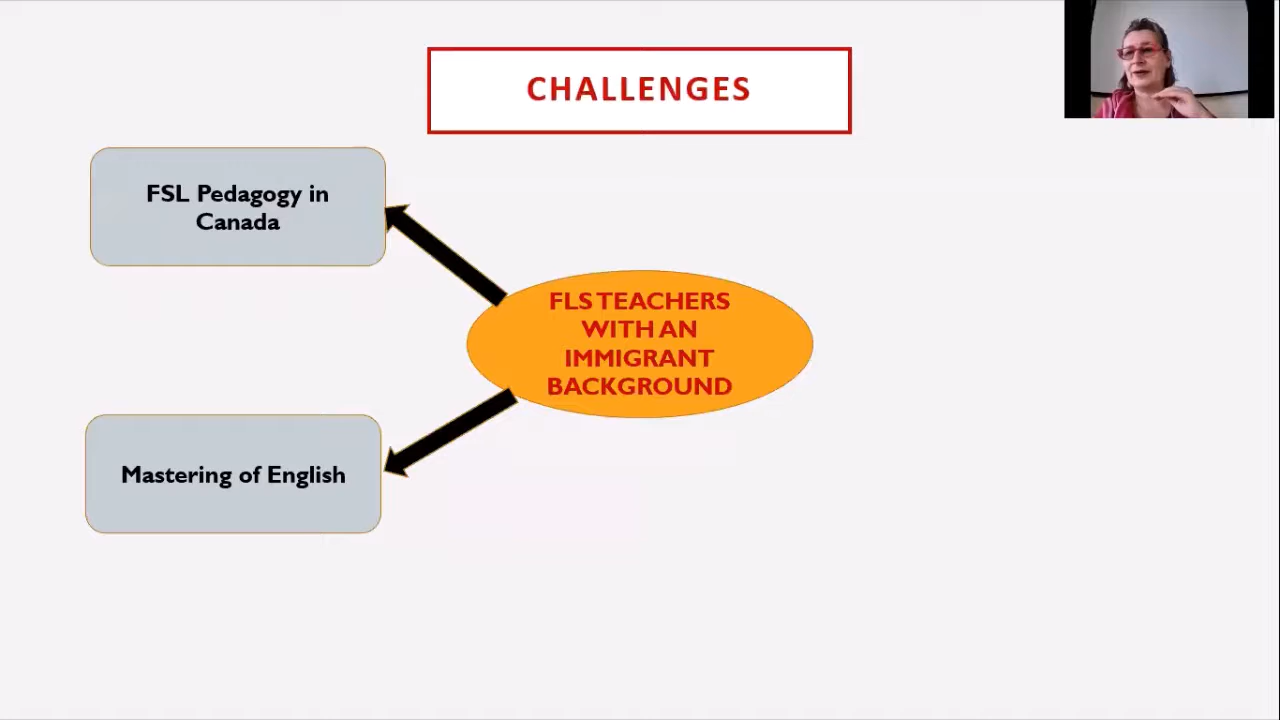 CHALLENGES
FSL Pedagogy in
Canada
FLS TEACHERS
WITH AN
IMMIGRANT
BACKGROUND
Mastering of English